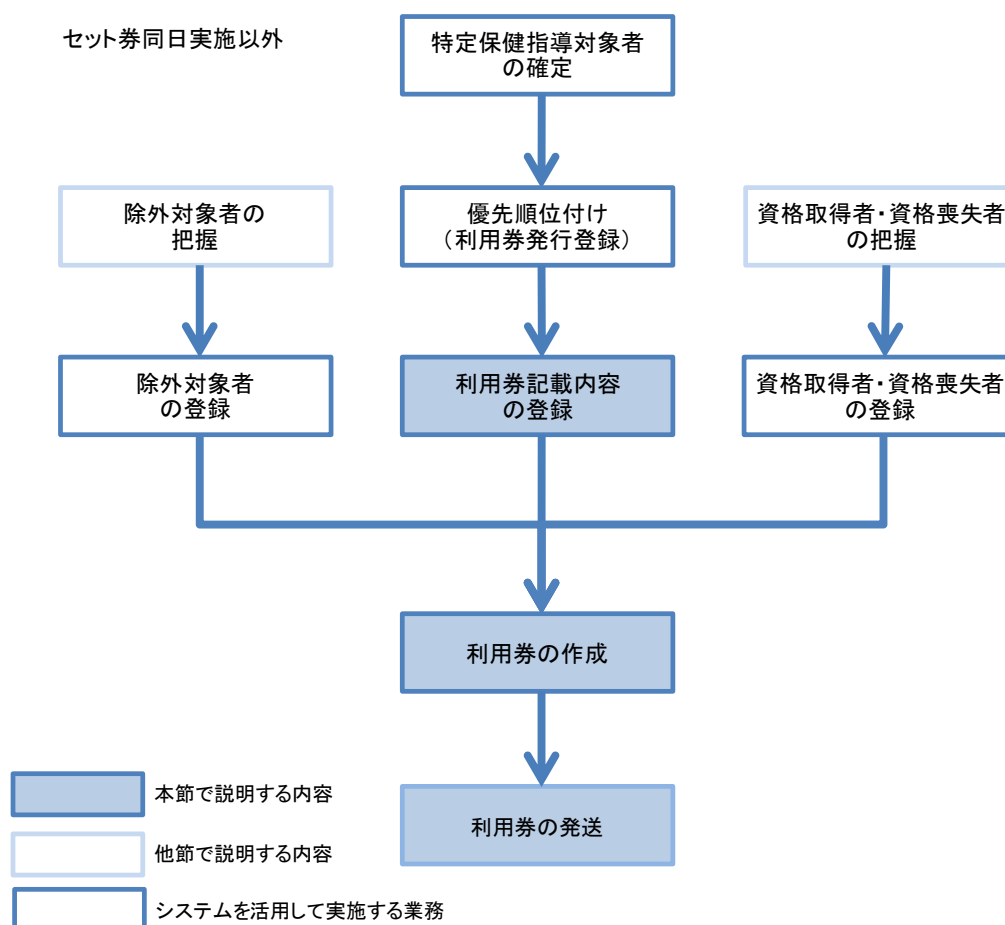 セット券同日実施以外
特定保健指導対象者
の確定
除外対象者の
把握
優先順位付け
（利用券発行登録）
資格取得者・資格喪失者
の把握
除外対象者
の登録
利用券記載内容
の登録
資格取得者・資格喪失者
の登録
利用券の作成
利用券の発送
本節で説明する内容
他節で説明する内容
システムを活用して実施する業務